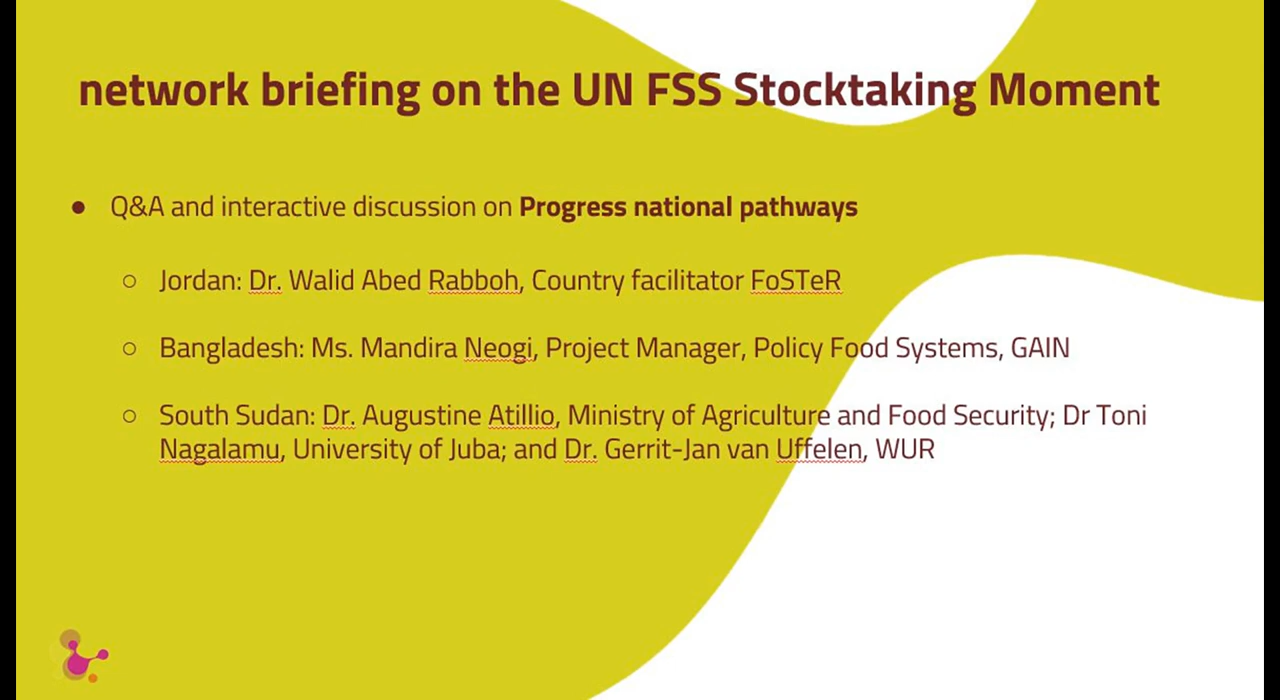 network briefing on the UN FSS Stocktaking Moment
● Q&A and interactive discussion on Progress national pathways
○ Jordan: Dr. Walid Abed Rabboh, Country facilitator FoSTeR
○ Bangladesh: Ms. Mandira Neogi, Project Manager, Policy Food Systems, GAIN
○ South Sudan: Dr. Augustine Atillio, Ministry of Agriculture and Food Security; Dr Toni
Nagalamu, University of Juba; and Dr. Gerrit-Jan van Uffelen, WUR